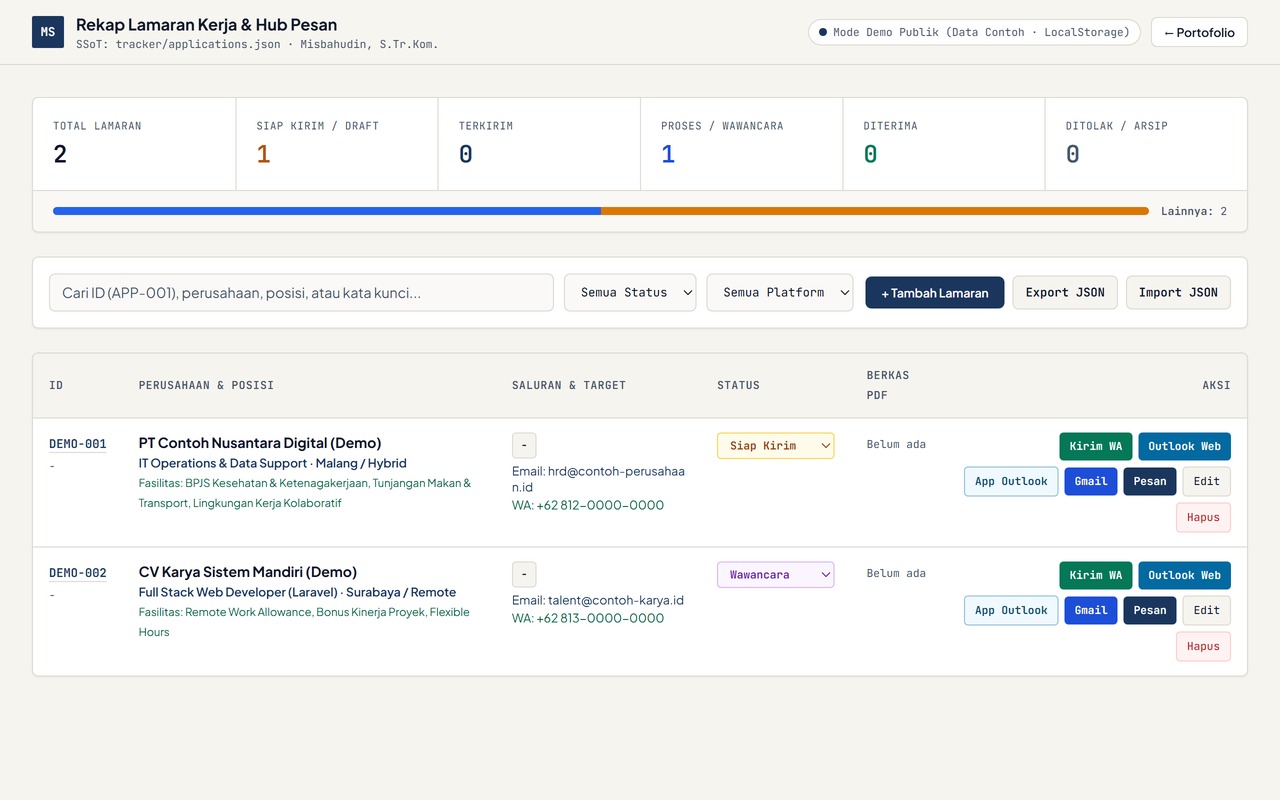 MS
Rekap Lamaran Kerja & Hub Pesan
SSoT: tracker/applications.json · Misbahudin, S.Tr.Kom.
Mode Demo Publik (Data Contoh · LocalStorage)
← Portofolio
TOTAL LAMARAN
2
SIAP KIRIM / DRAFT
1
TERKIRIM
0
PROSES / WAWANCARA
1
DITERIMA
0
DITOLAK / ARSIP
0
Lainnya: 2
Cari ID (APP-001), perusahaan, posisi, atau kata kunci...
Semua Status
Semua Platform
+ Tambah Lamaran
Export JSON
Import JSON
ID
PERUSAHAAN & POSISI
SALURAN & TARGET
STATUS
BERKAS
PDF
AKSI
DEMO-001
-
PT Contoh Nusantara Digital (Demo)
IT Operations & Data Support · Malang / Hybrid
Fasilitas: BPJS Kesehatan & Ketenagakerjaan, Tunjangan Makan &
Transport, Lingkungan Kerja Kolaboratif
-
Email: hrd@contoh-perusahaa
n.id
WA: +62 812-0000-0000
Siap Kirim
Belum ada
Kirim WA
Outlook Web
App Outlook
Gmail
Pesan
Edit
Hapus
DEMO-002
-
CV Karya Sistem Mandiri (Demo)
Full Stack Web Developer (Laravel) · Surabaya / Remote
Fasilitas: Remote Work Allowance, Bonus Kinerja Proyek, Flexible
Hours
-
Email: talent@contoh-karya.id
WA: +62 813-0000-0000
Wawancara
Belum ada
Kirim WA
Outlook Web
App Outlook
Gmail
Pesan
Edit
Hapus